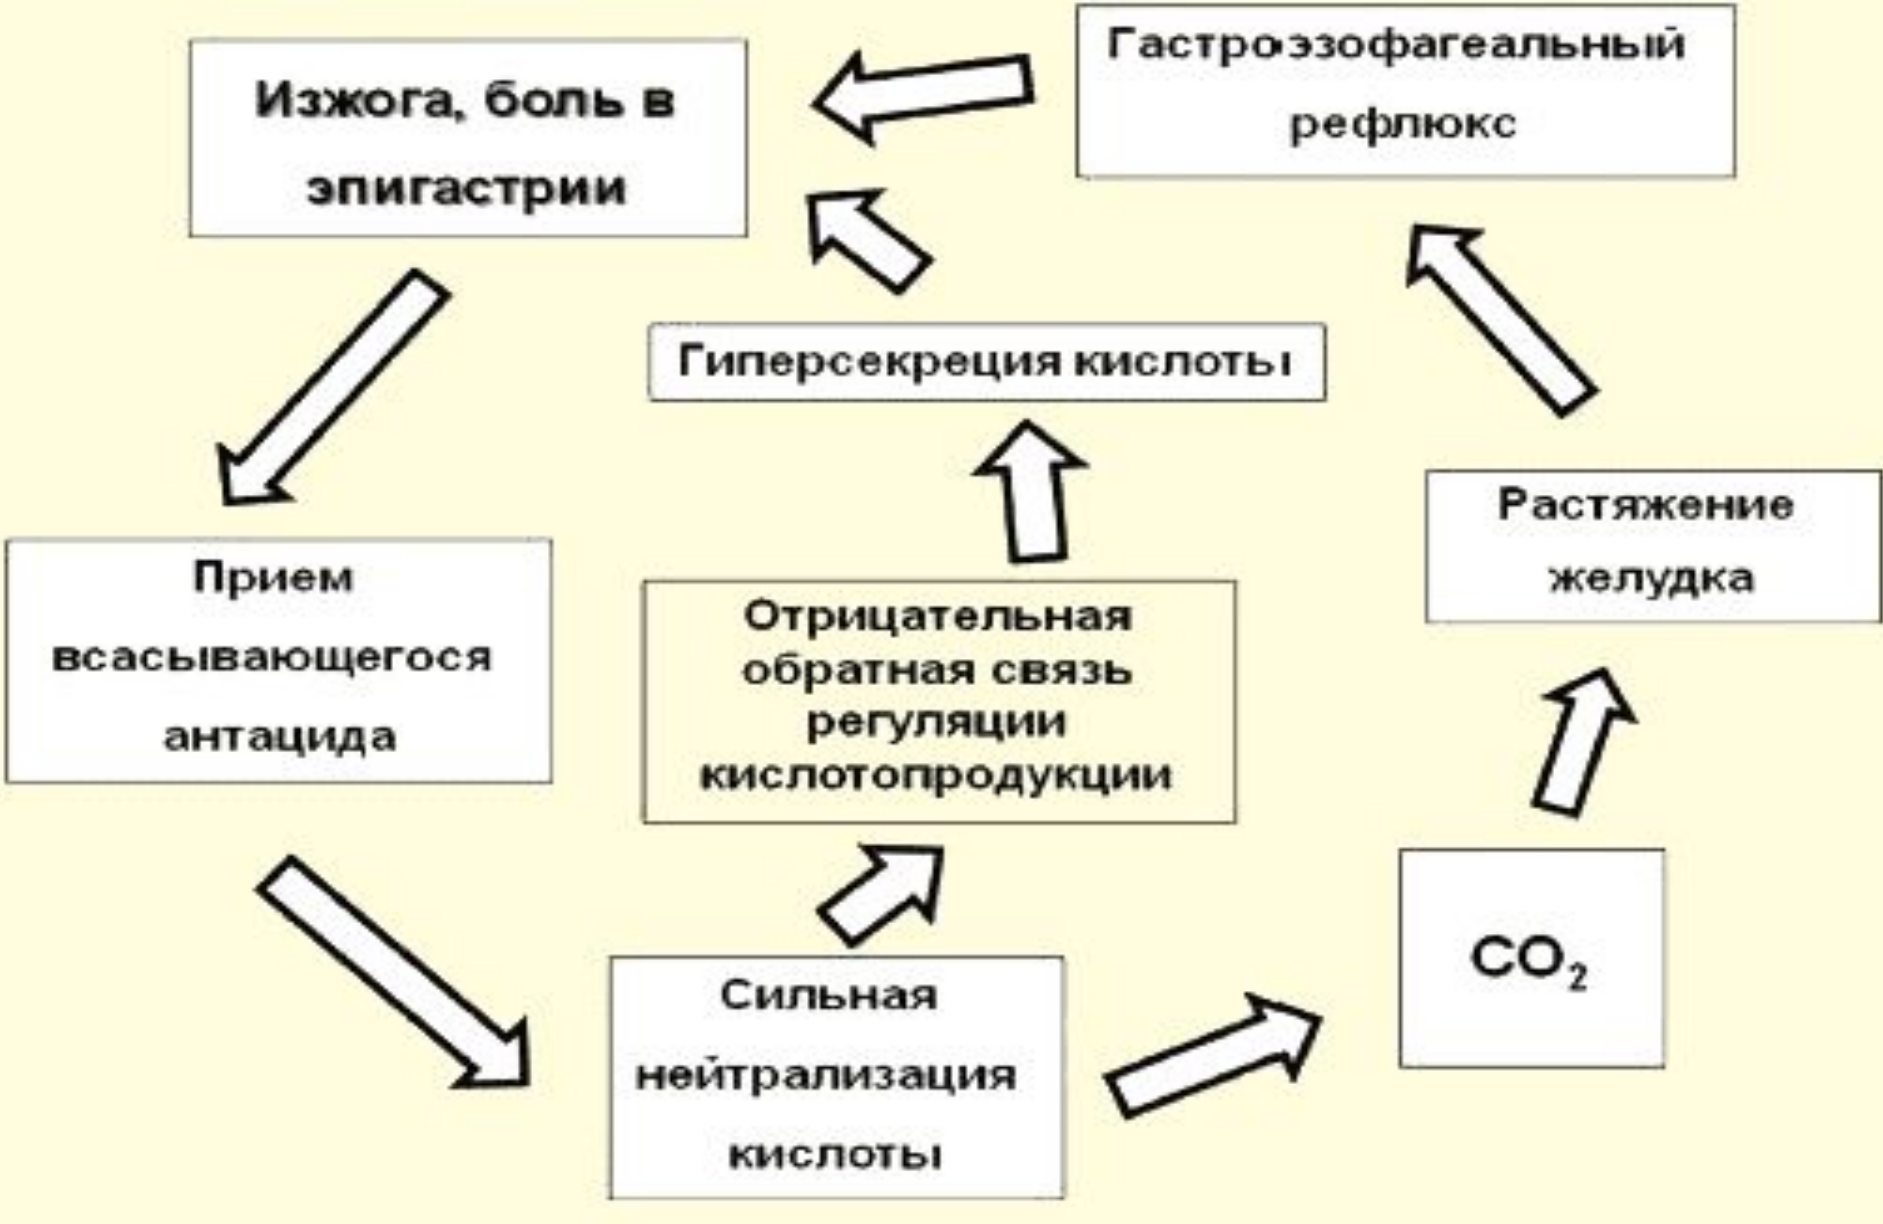 Изжога, боль в
эпигастрии
Гастроэзофагеальный
рефлюкс
Гиперсекреция кислоты
Растяжение
желудка
Прием
всасывающегося
антацида
Отрицательная
обратная связь
регуляции
кислотопродукции
CO₂
Сильная
нейтрализация
кислоты